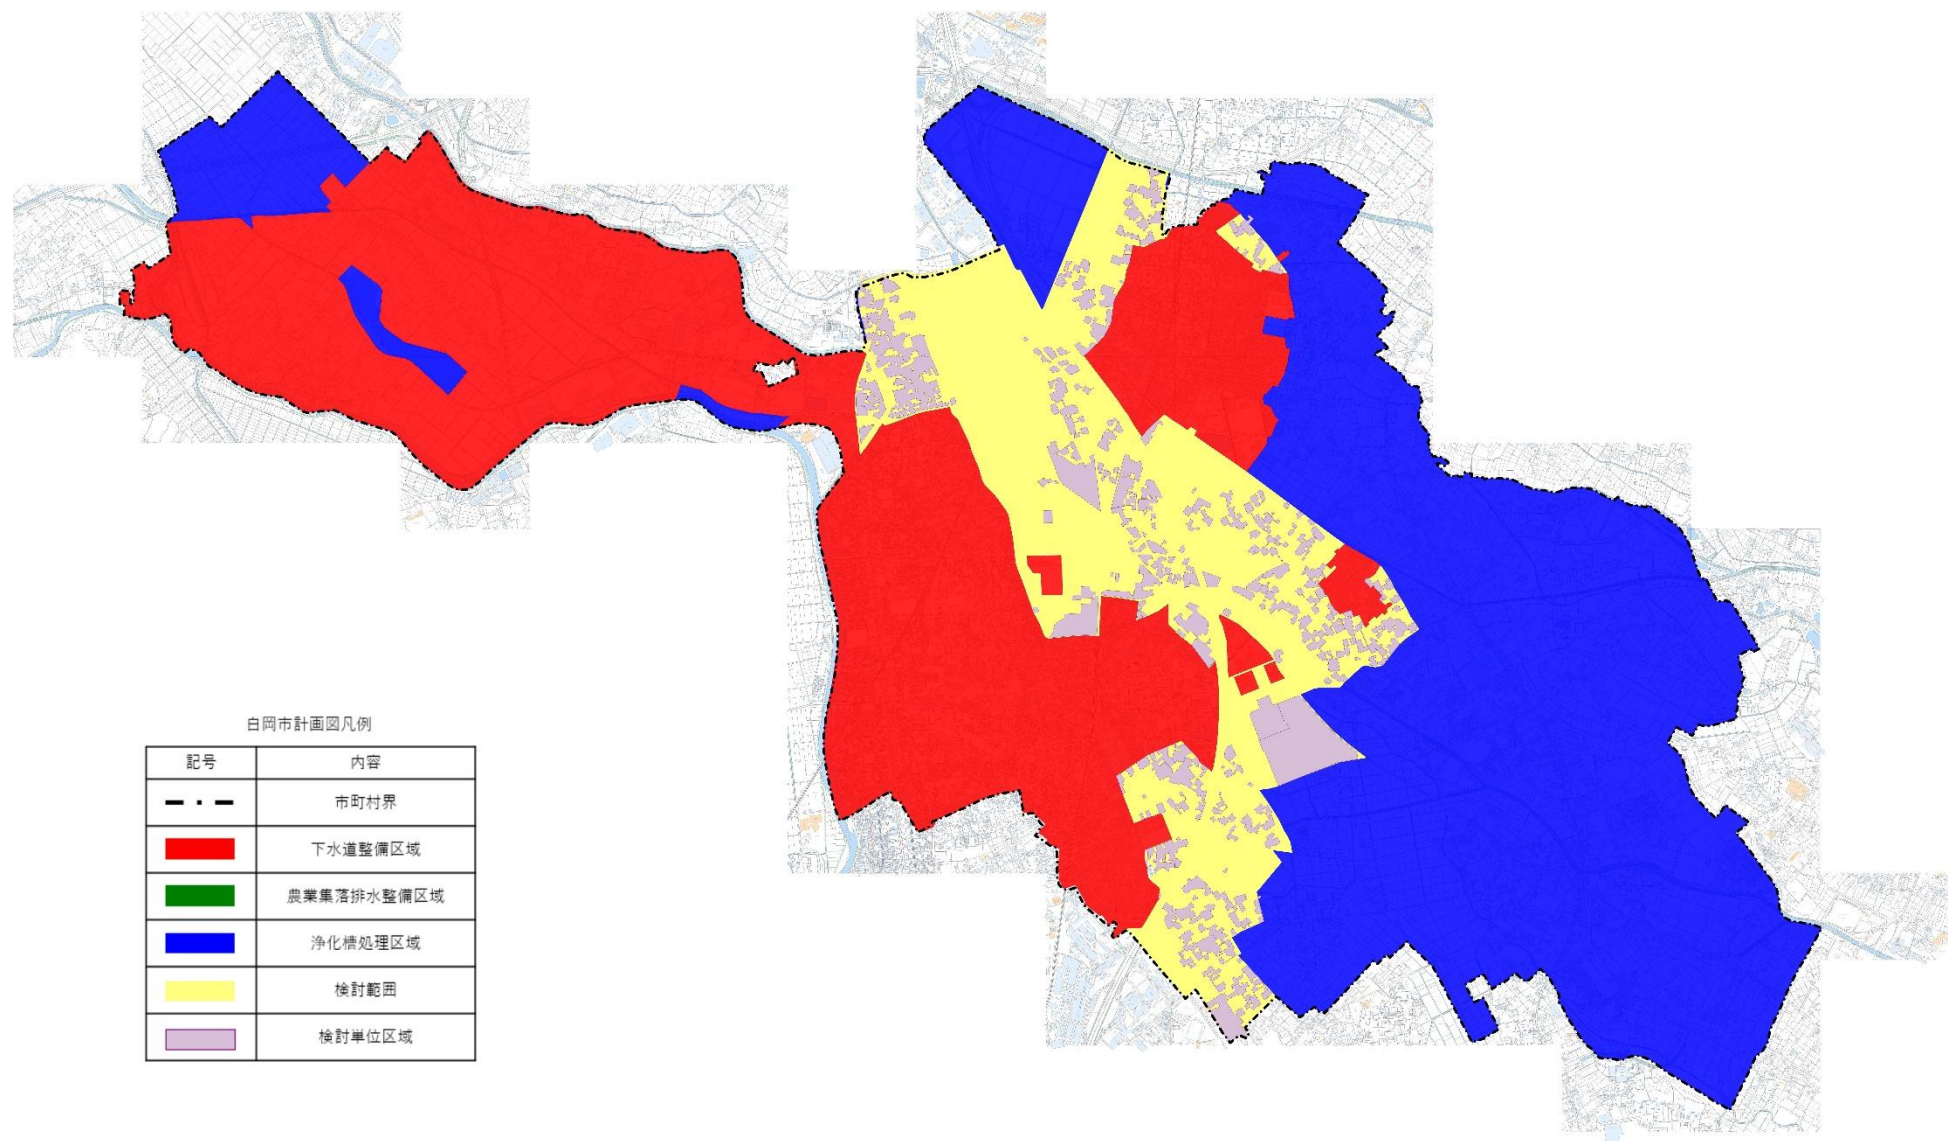 白岡市計画図凡例
記号 内容
市町村界
下水道整備区域
農業集落排水整備区域
浄化槽処理区域
検討範囲
検討単位区域